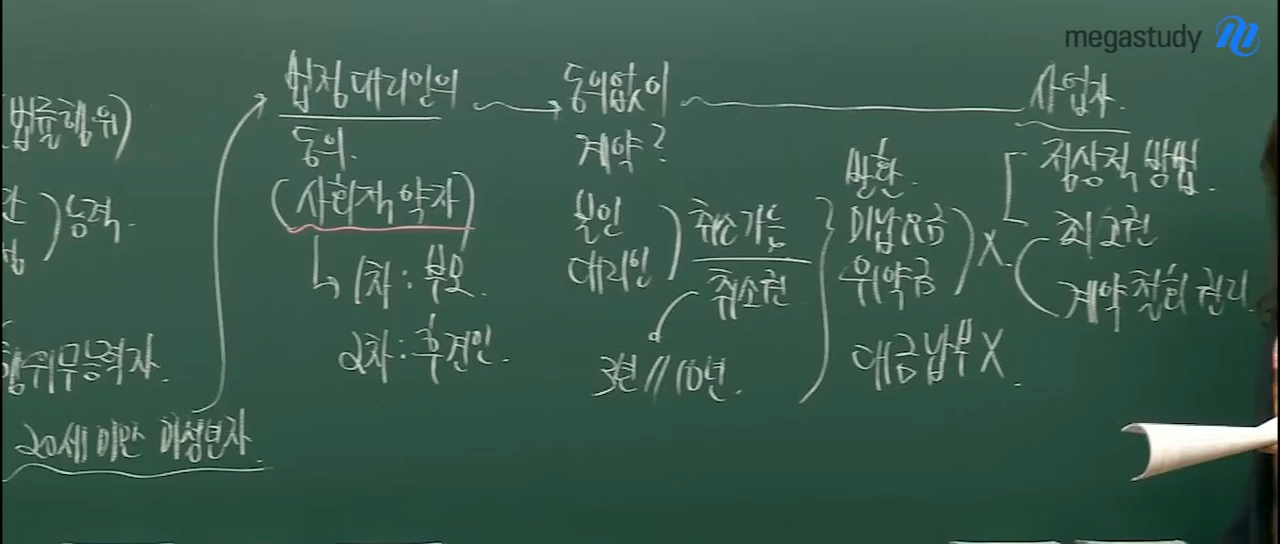 megastudy
법률행위)
)능력.
행위무능력자.
20세 미만 미성년자.
법정대리인의
동의.
(사회적약자)
1차 : 부모.
2차 : 후견인.
동의없이
계약?
본인
대리인
취소가능
취소권
3년 // 10년.
반환.
미납요금
위약금
) X.
대금납부 X.
사업자.
정상적 방법.
최고권
계약 철회 권리.